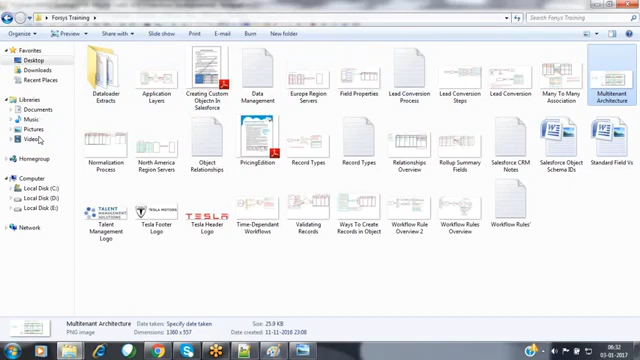 Forsys Training
Search Forsys Training
Organize
Preview
Share with
Slide show
Print
E-mail
Burn
New folder
Favorites
Desktop
Downloads
Recent Places
Libraries
Documents
Music
Pictures
Videos
Homegroup
Computer
Local Disk (C:)
Local Disk (D:)
Local Disk (E:)
Network
Dataloader
Extracts
Application
Layers
Creating Custom
ObjectIn
Salesforce
Data
Management
Europe Region
Servers
Field Properties
Lead Conversion
Process
Lead Conversion
Steps
Lead Conversion
Many To Many
Association
Multitenant
Architecture
Normalization
Process
North America
Region Servers
Object
Relationships
PricingEdition
Record Types
Record Types
Relationships
Overview
Rollup Summary
Fields
Salesforce CRM
Notes
Salesforce Object
Schema IDs
Standard Field Vs
TALENT
MANAGEMENT
SOLUTIONS
Talent
Management
Logo
TESLA MOTORS
Tesla Footer
Logo
TESLA
Tesla Header
Logo
Time-Dependant
Workflows
Validating
Records
Ways To Create
Records in Object
Workflow Rule
Overview 2
Workflow Rules
Overview
Workflow Rules'
Multitenant Architecture
PNG image
Date taken: Specify date taken
Dimensions: 1360 x 557
Size: 25.9 KB
Date created: 11-11-2016 23:08
06:32
03-01-2017